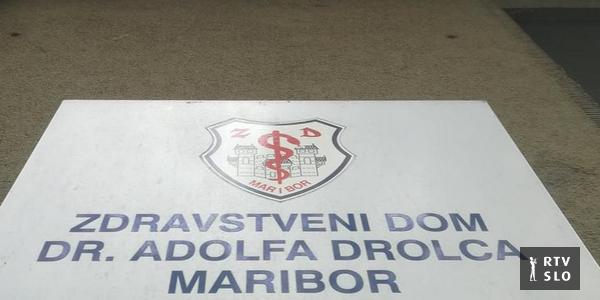 Z D
MARIBOR
ZDRAVSTVENI DOM
DR. ADOLFA DROLCA
MARIBOR
RTV
SLO